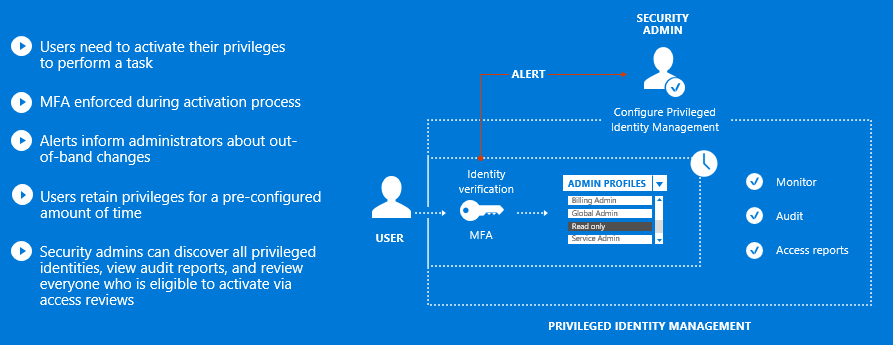 Users need to activate their privileges
to perform a task
MFA enforced during activation process
Alerts inform administrators about out-
of-band changes
Users retain privileges for a pre-configured
amount of time
Security admins can discover all privileged
identities, view audit reports, and review
everyone who is eligible to activate via
access reviews
SECURITY
ADMIN
ALERT
Configure Privileged
Identity Management
USER
Identity
verification
MFA
ADMIN PROFILES
Billing Admin
Global Admin
Read only
Service Admin
Monitor
Audit
Access reports
PRIVILEGED IDENTITY MANAGEMENT